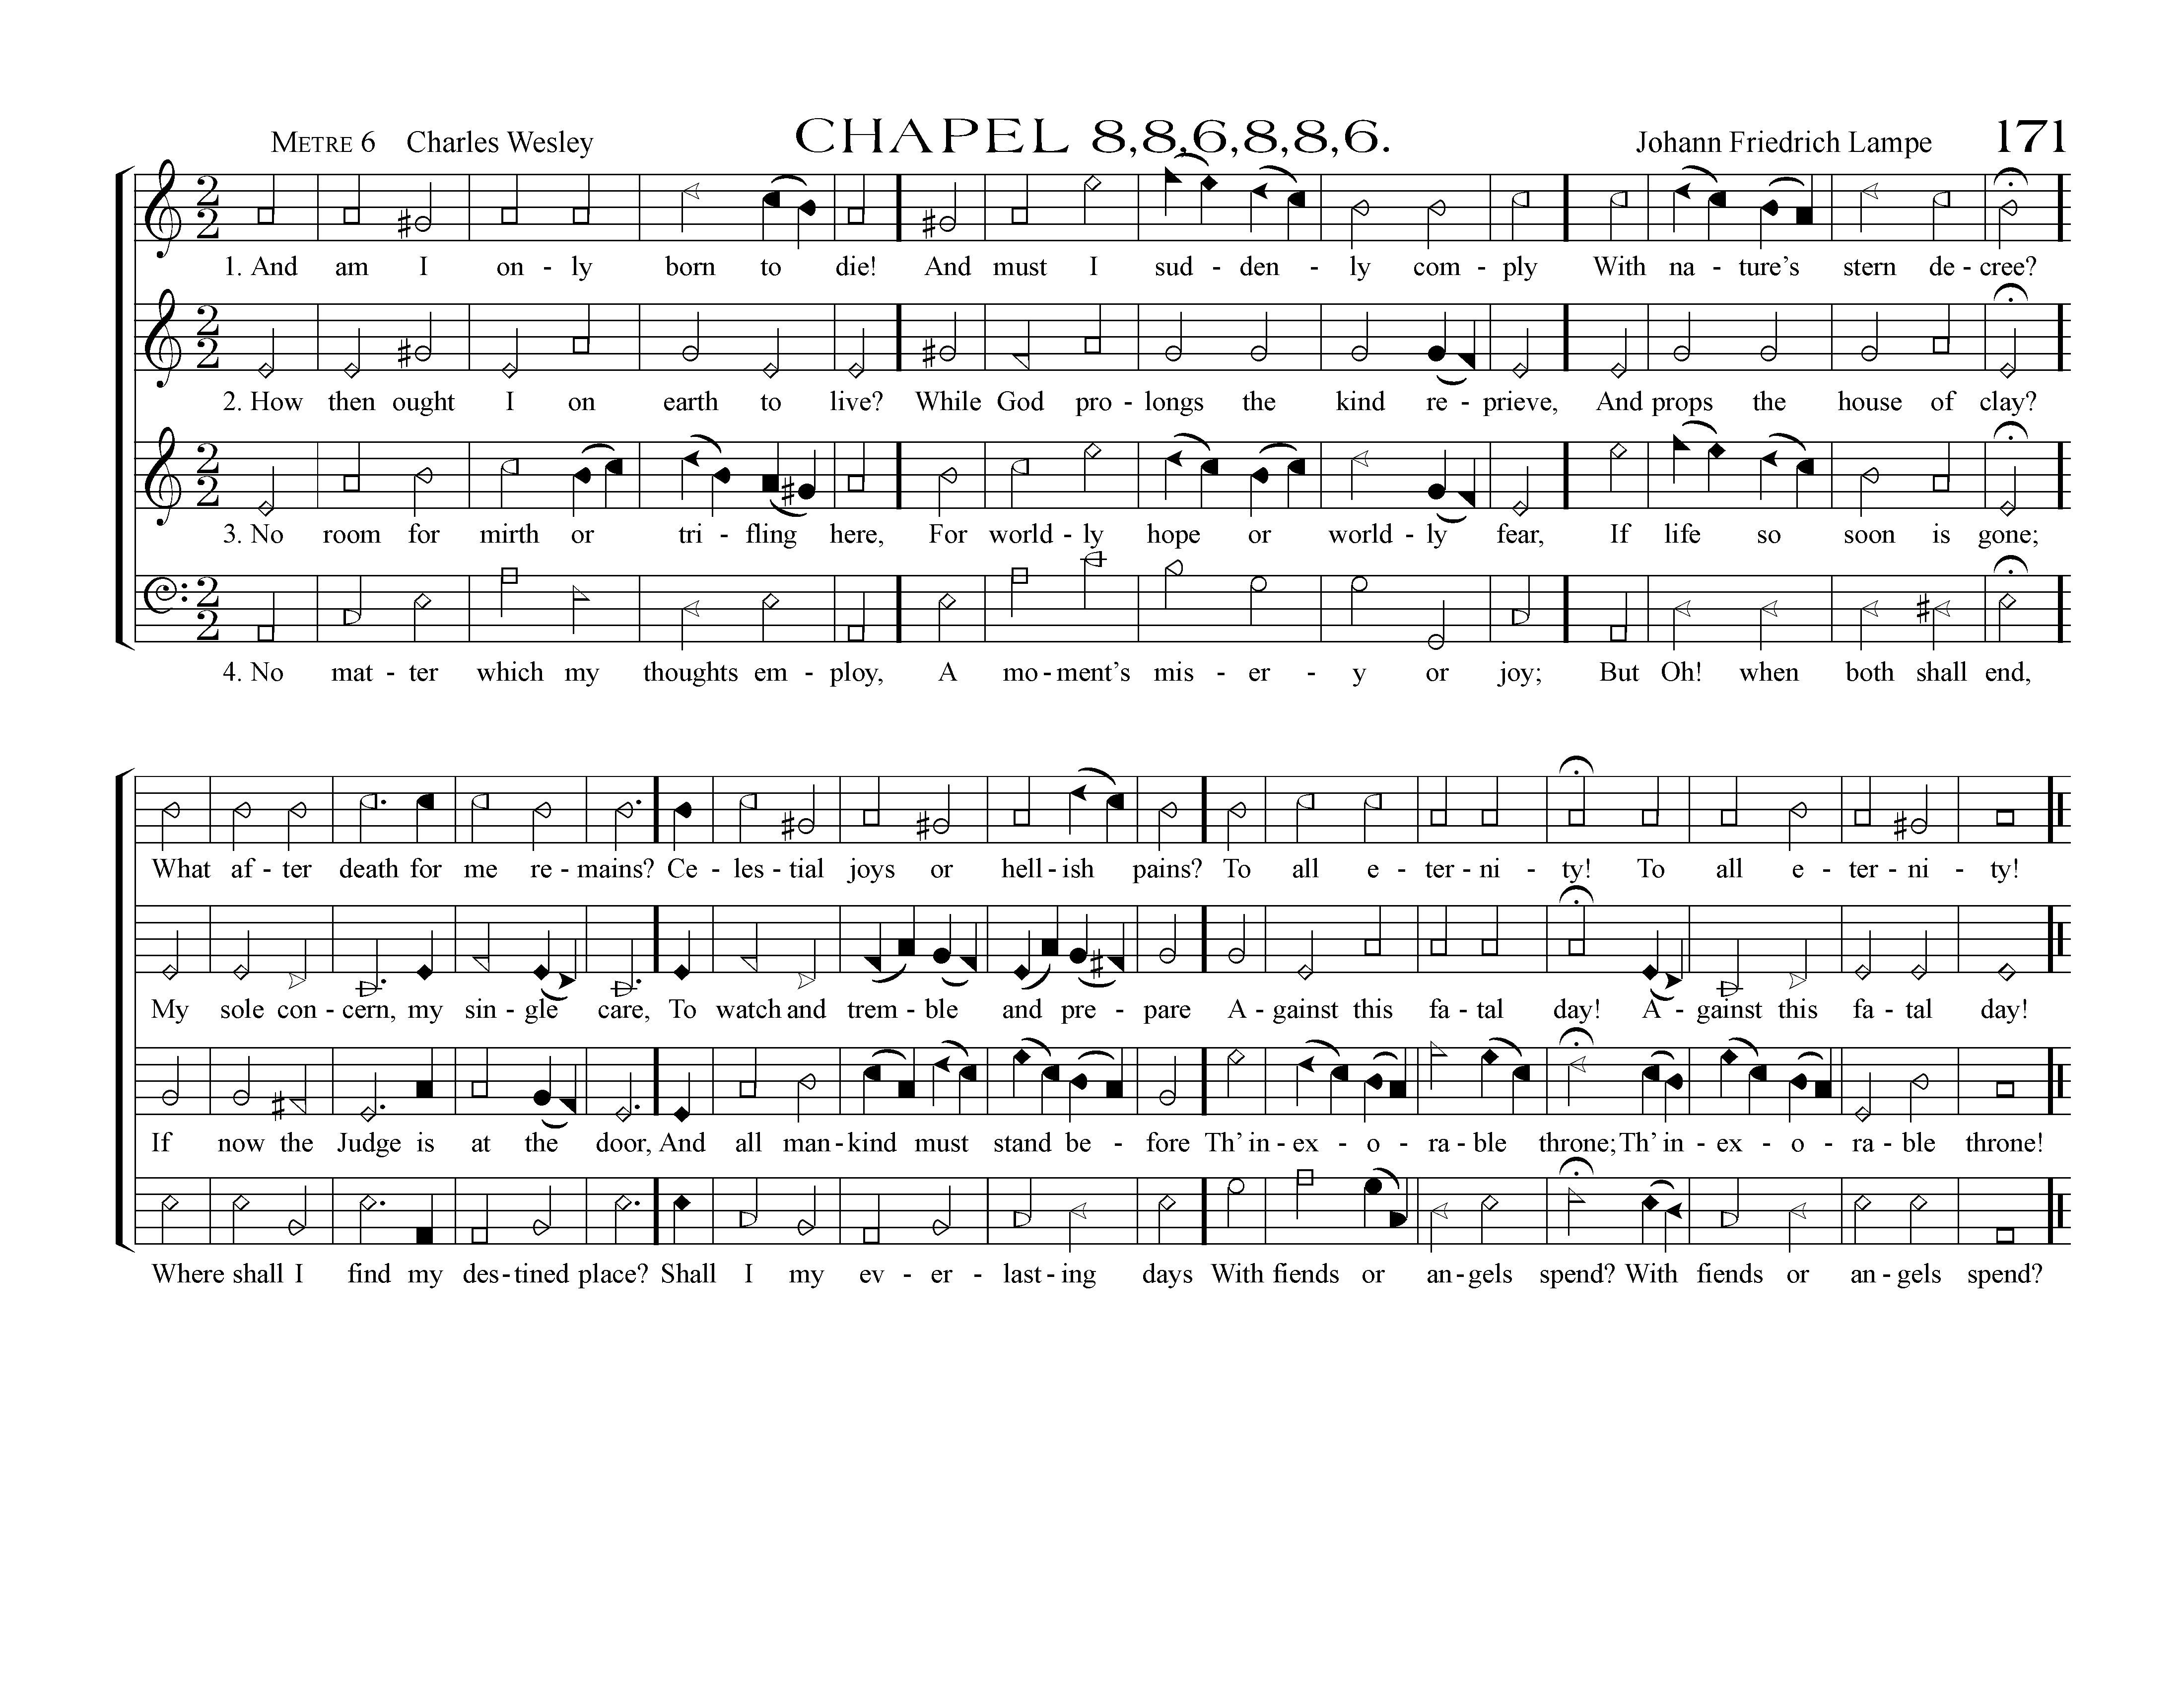 METRE 6 Charles Wesley CHAPEL 8,8,6,8,8,6. Johann Friedrich Lampe 171
2 2
1. And am I on - ly born to die! And must I sud - den - ly com - ply With na - ture's stern de - cree?
2 2
2. How then ought I on earth to live? While God pro - longs the kind re - prieve, And props the house of clay?
2 2
3. No room for mirth or tri - fling here, For world - ly hope or world - ly fear, If life so soon is gone;
2 2
4. No mat - ter which my thoughts em - ploy, A mo - ment's mis - er - y or joy; But Oh! when both shall end,
What af - ter death for me re - mains? Ce - les - tial joys or hell - ish pains? To all e - ter - ni - ty! To all e - ter - ni - ty!
My sole con - cern, my sin - gle care, To watch and trem - ble and pre - pare A - gainst this fa - tal day! A - gainst this fa - tal day!
If now the Judge is at the door, And all man - kind must stand be - fore Th' in - ex - o - ra - ble throne; Th' in - ex - o - ra - ble throne!
Where shall I find my des - tined place? Shall I my ev - er - last - ing days With fiends or an - gels spend? With fiends or an - gels spend?